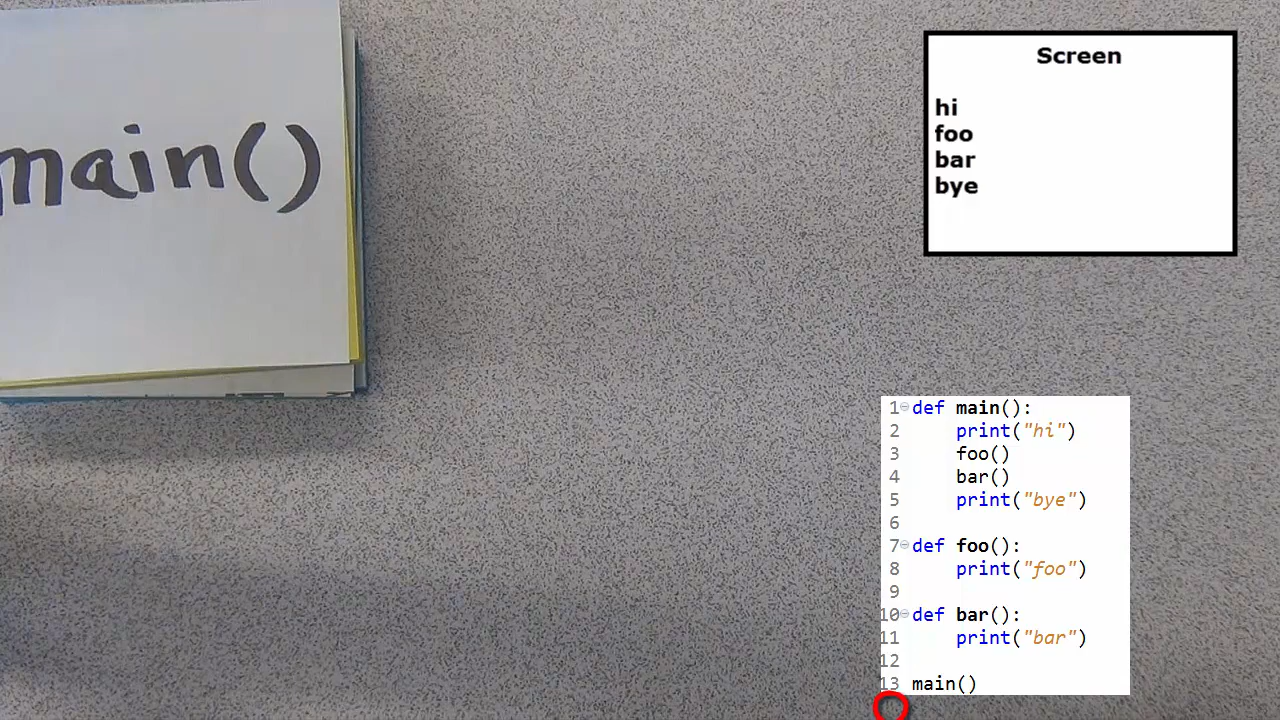 main()
Screen
hi
foo
bar
bye
1 def main():
2     print("hi")
3     foo()
4     bar()
5     print("bye")
6
7 def foo():
8     print("foo")
9
10 def bar():
11     print("bar")
12
13 main()